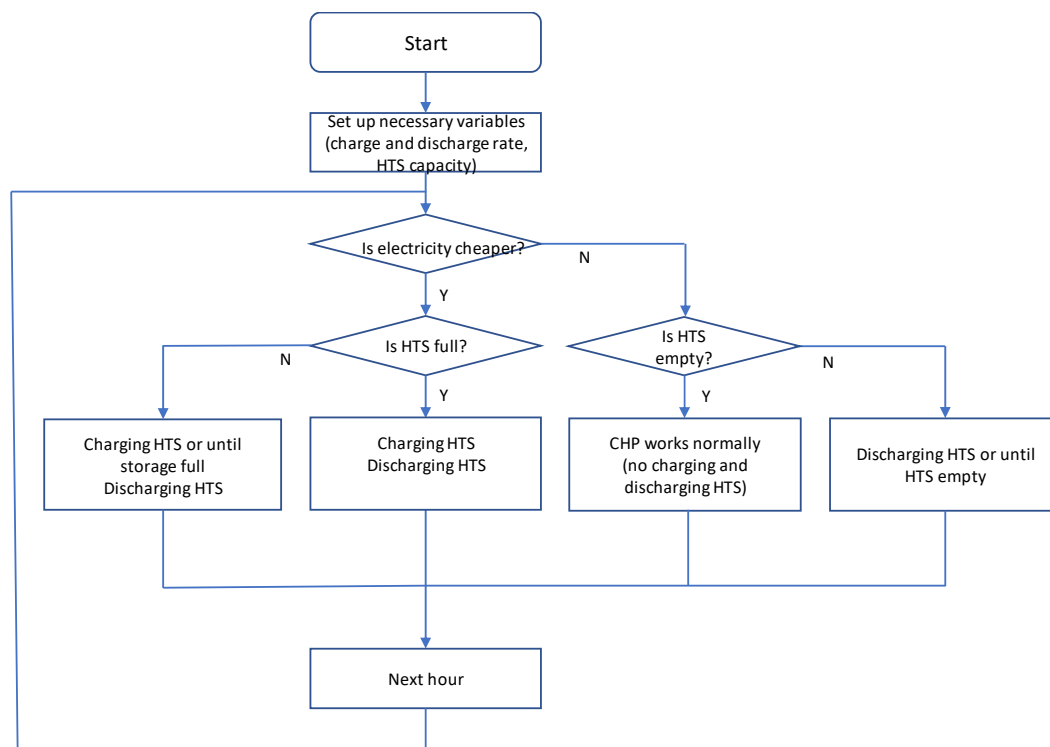 Start
Set up necessary variables
(charge and discharge rate,
HTS capacity)
Is electricity cheaper?
N
Y
Is HTS full?
N
Y
Is HTS
empty?
N
Y
Charging HTS or until
storage full
Discharging HTS
Charging HTS
Discharging HTS
CHP works normally
(no charging and
discharging HTS)
Discharging HTS or until
HTS empty
Next hour